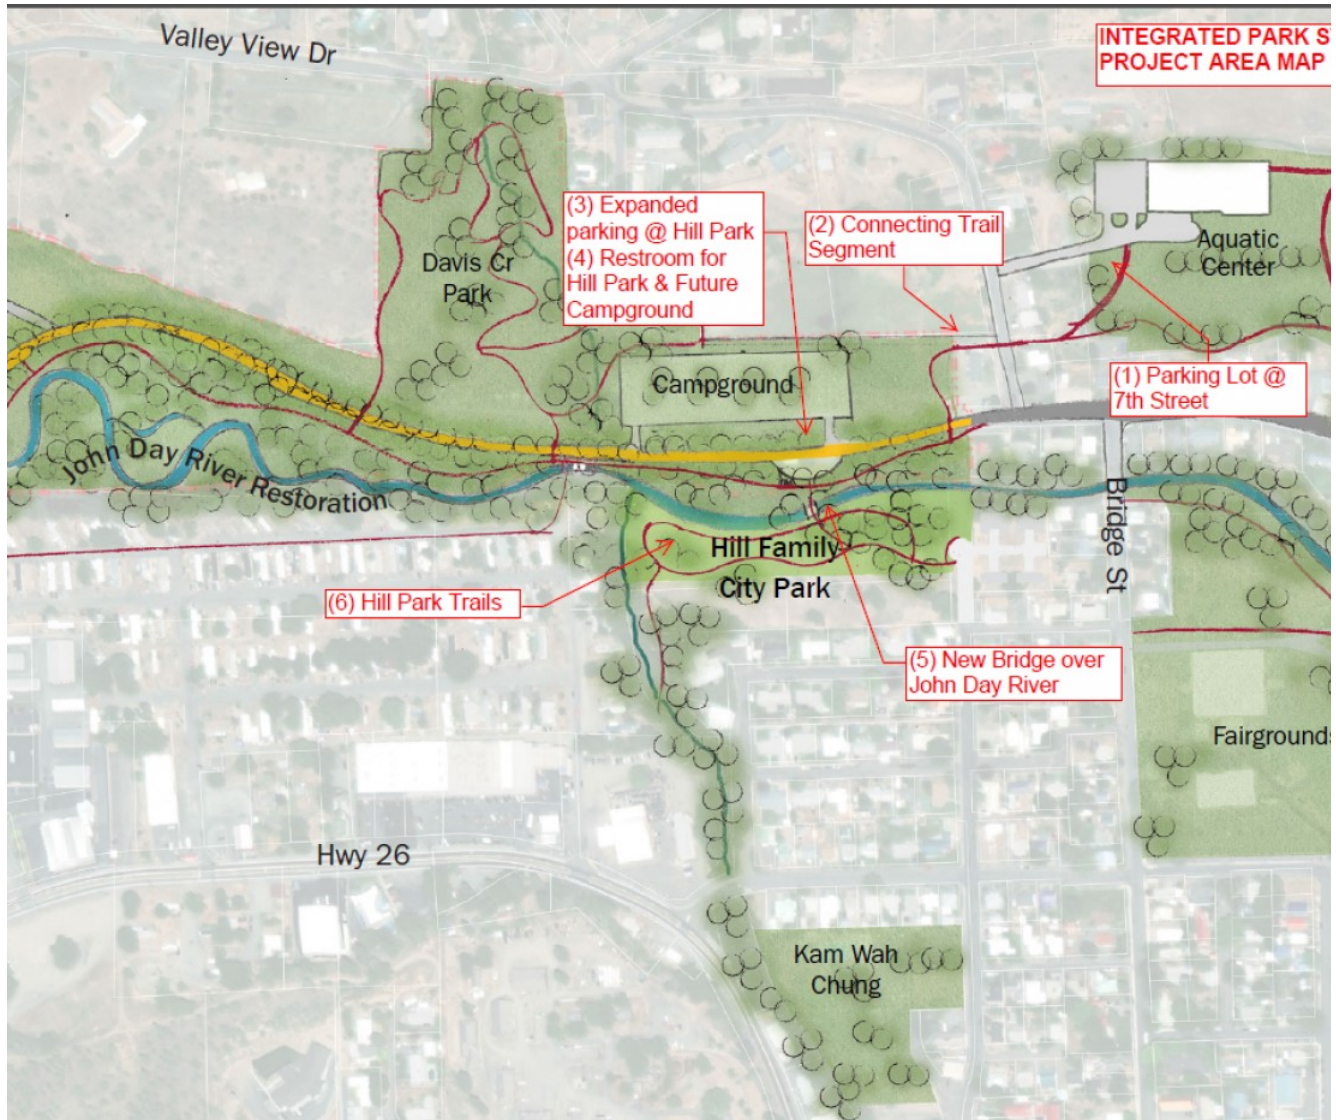 Valley View Dr
INTEGRATED PARK
PROJECT AREA MAP
(3) Expanded
parking @ Hill Park
(4) Restroom for
Hill Park & Future
Campground
(2) Connecting Trail
Segment
Aquatic
Center
Davis Cr
Park
Campground
(1) Parking Lot @
7th Street
John Day River Restoration
Bridge St
Hill Family
City Park
(6) Hill Park Trails
(5) New Bridge over
John Day River
Fairgrounds
Hwy 26
Kam Wah
Chung